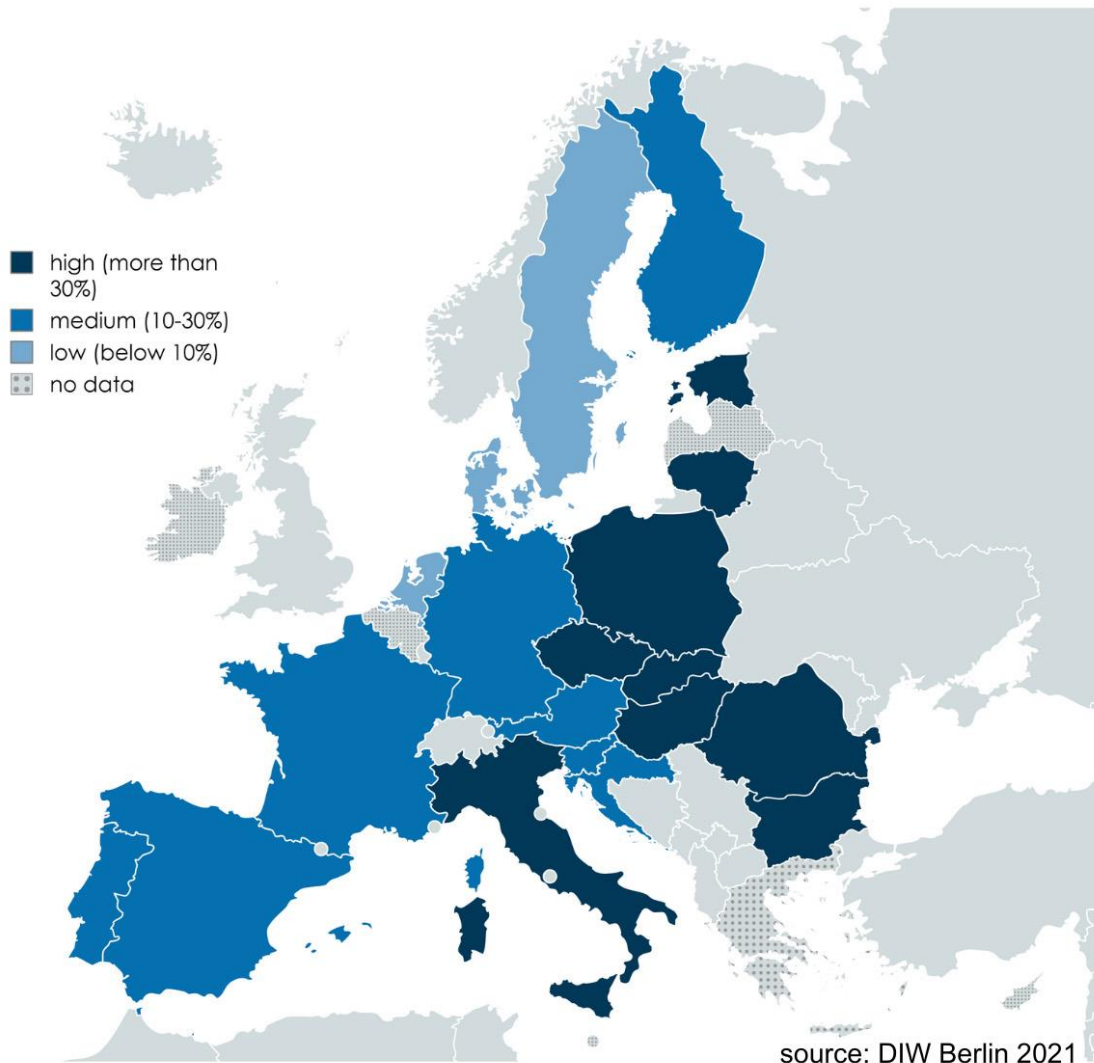 high (more than
30%)
medium (10-30%)
low (below 10%)
no data
source: DIW Berlin 2021